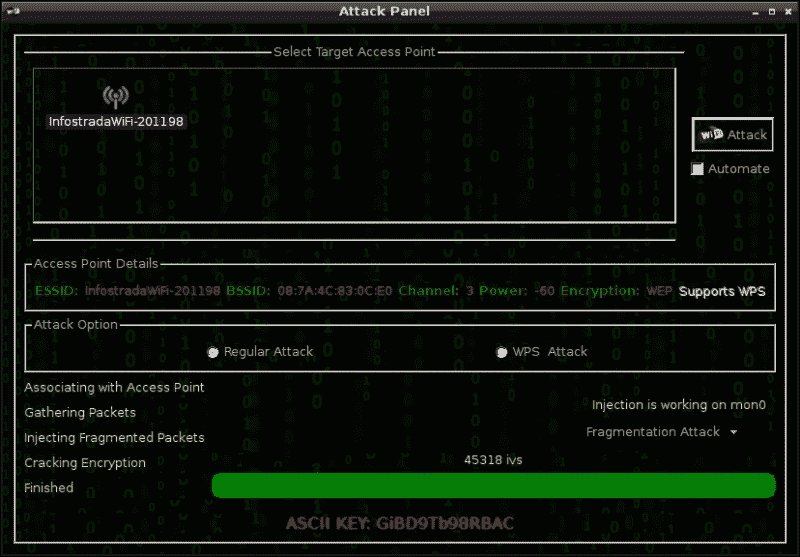 Attack Panel
Select Target Access Point
InfostradaWiFi-201198
WiFi Attack
Automate
Access Point Details
ESSID: InfostradaWiFi-201198 BSSID: 08:7A:4C:83:0C:E0 Channel: 3 Power: -60 Encryption: WEP Supports WPS
Attack Option
Regular Attack WPS Attack
Associating with Access Point
Gathering Packets Injection is working on mon0
Injecting Fragmented Packets Fragmentation Attack
Cracking Encryption 45318 ivs
Finished
ASCII KEY: GiBD9Tb98RBAC